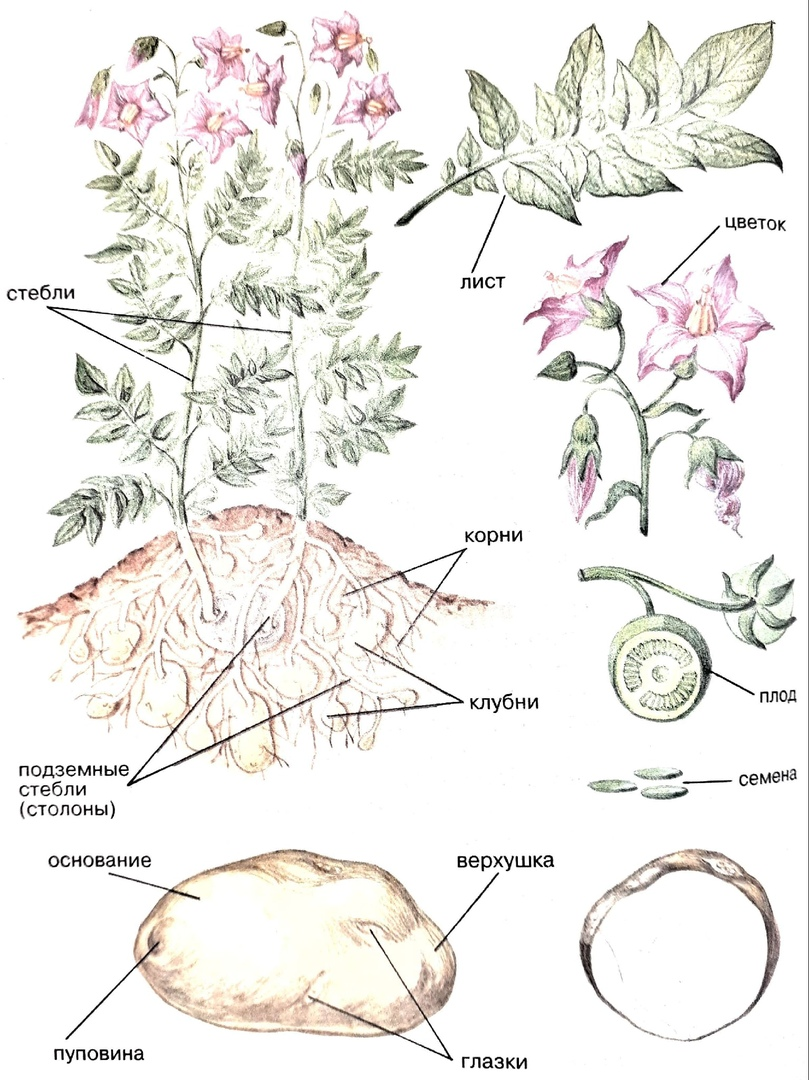 цветок
лист
стебли
корни
клубни
плод
подземные
стебли
(столоны)
семена
основание
верхушка
пуповина
глазки